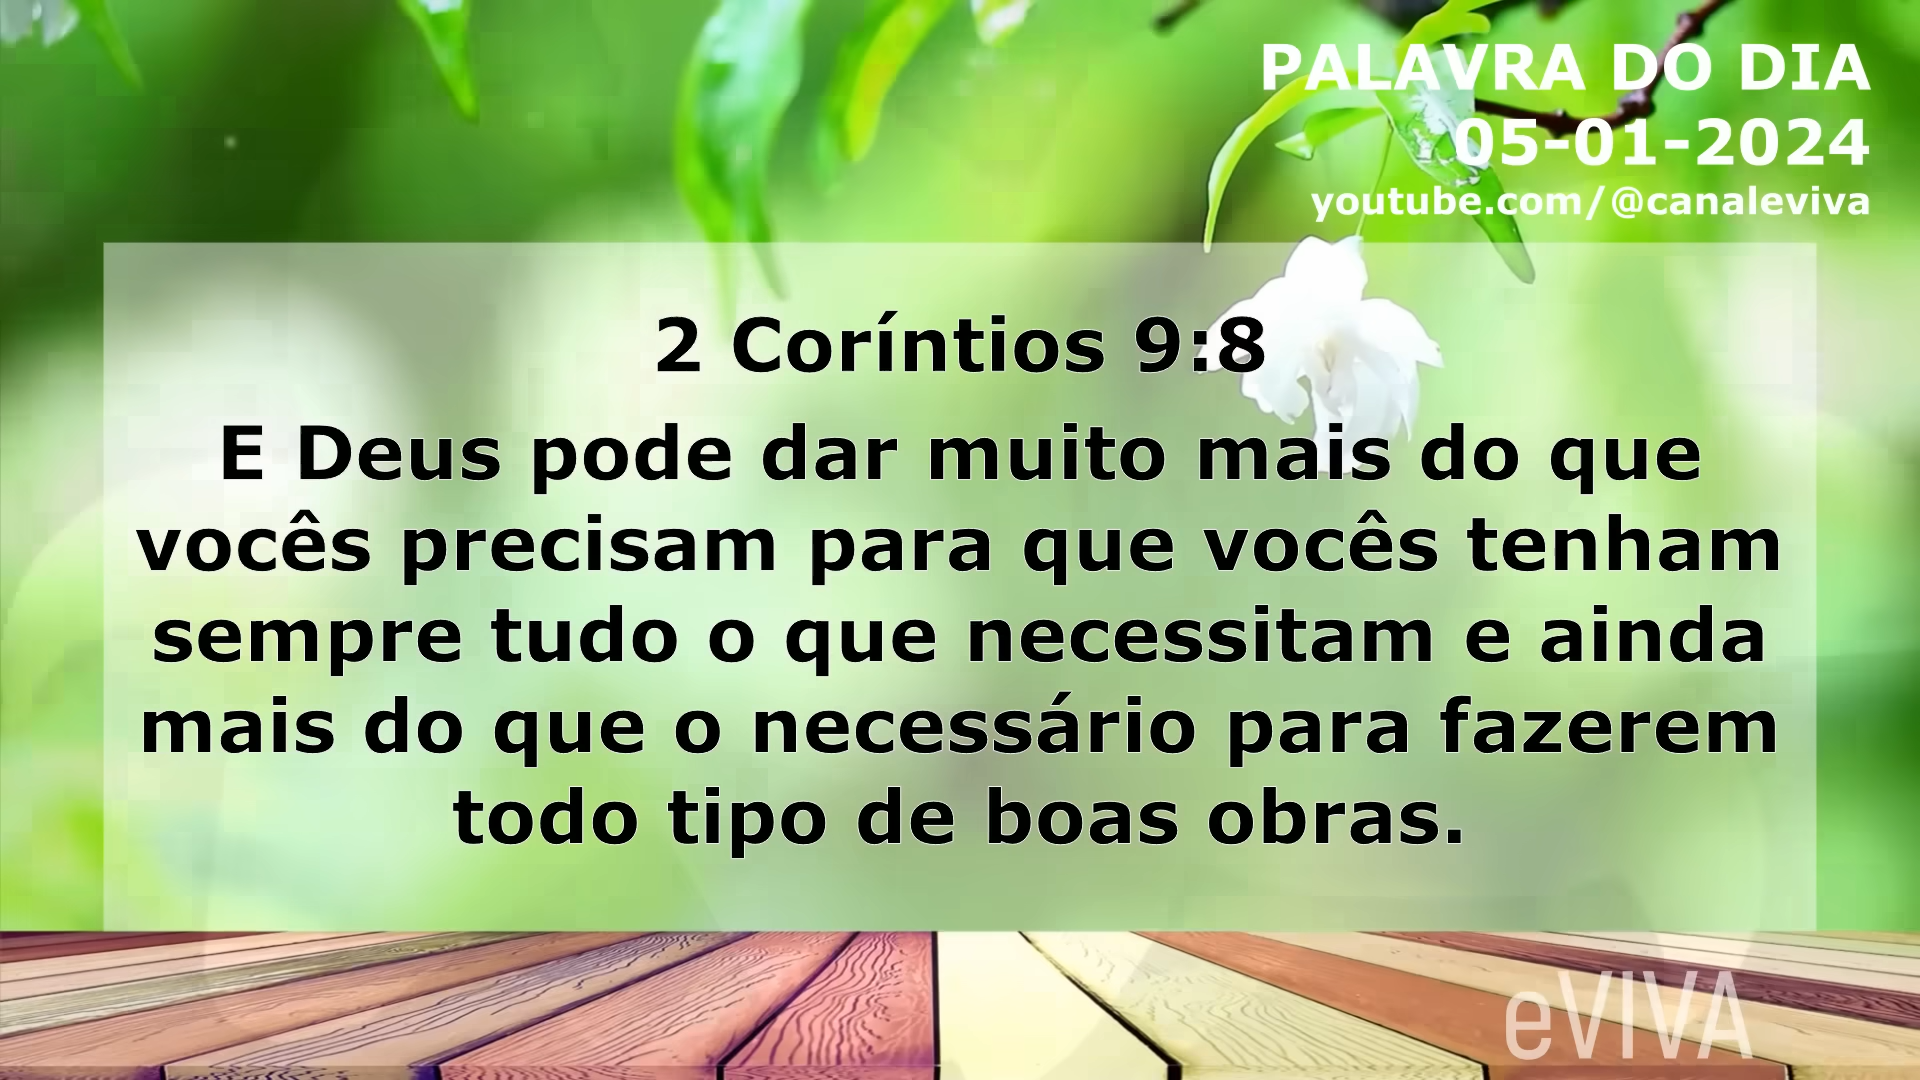 PALAVRA DO DIA
05-01-2024
youtube.com/@canaleviva
2 Coríntios 9:8
E Deus pode dar muito mais do que
vocês precisam para que vocês tenham
sempre tudo o que necessitam e ainda
mais do que o necessário para fazerem
todo tipo de boas obras.
eVIVA